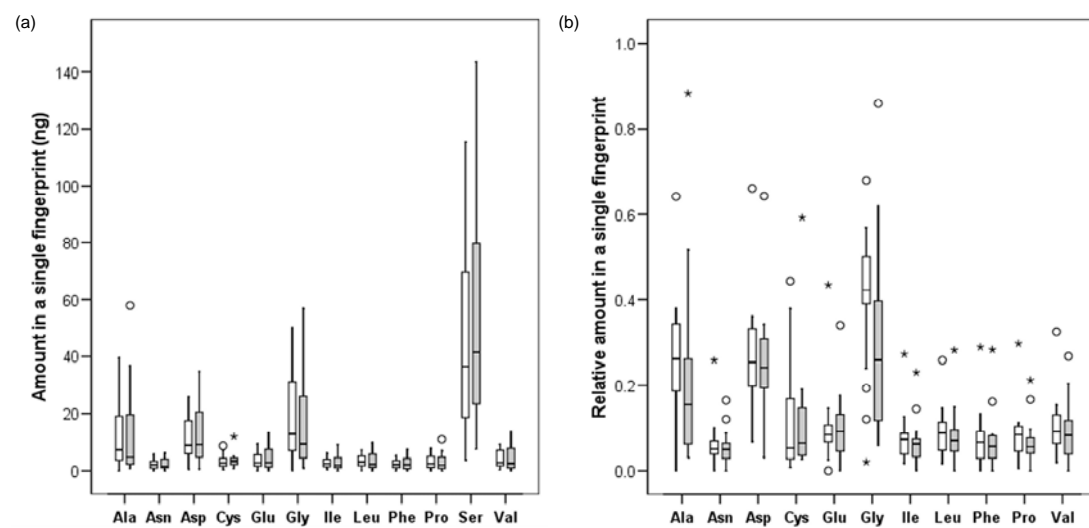 (a)
(b)
Amount in a single fingerprint (ng)
140
120
100
80
60
40
20
0
Ala Asn Asp Cys Glu Gly Ile Leu Phe Pro Ser Val
Relative amount in a single fingerprint
1.0
0.8
0.6
0.4
0.2
0.0
Ala Asn Asp Cys Glu Gly Ile Leu Phe Pro Val